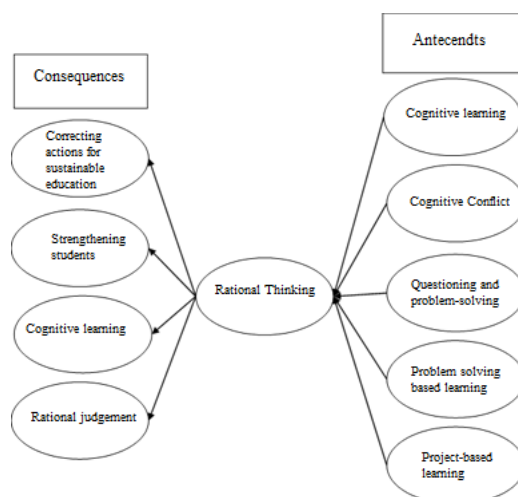 Antecendts
Consequences
Cognitive learning
Correcting
actions for
sustainable
education
Cognitive Conflict
Strengthening
students
Rational Thinking
Questioning and
problem-solving
Cognitive learning
Problem solving
based learning
Rational judgement
Project-based
learning